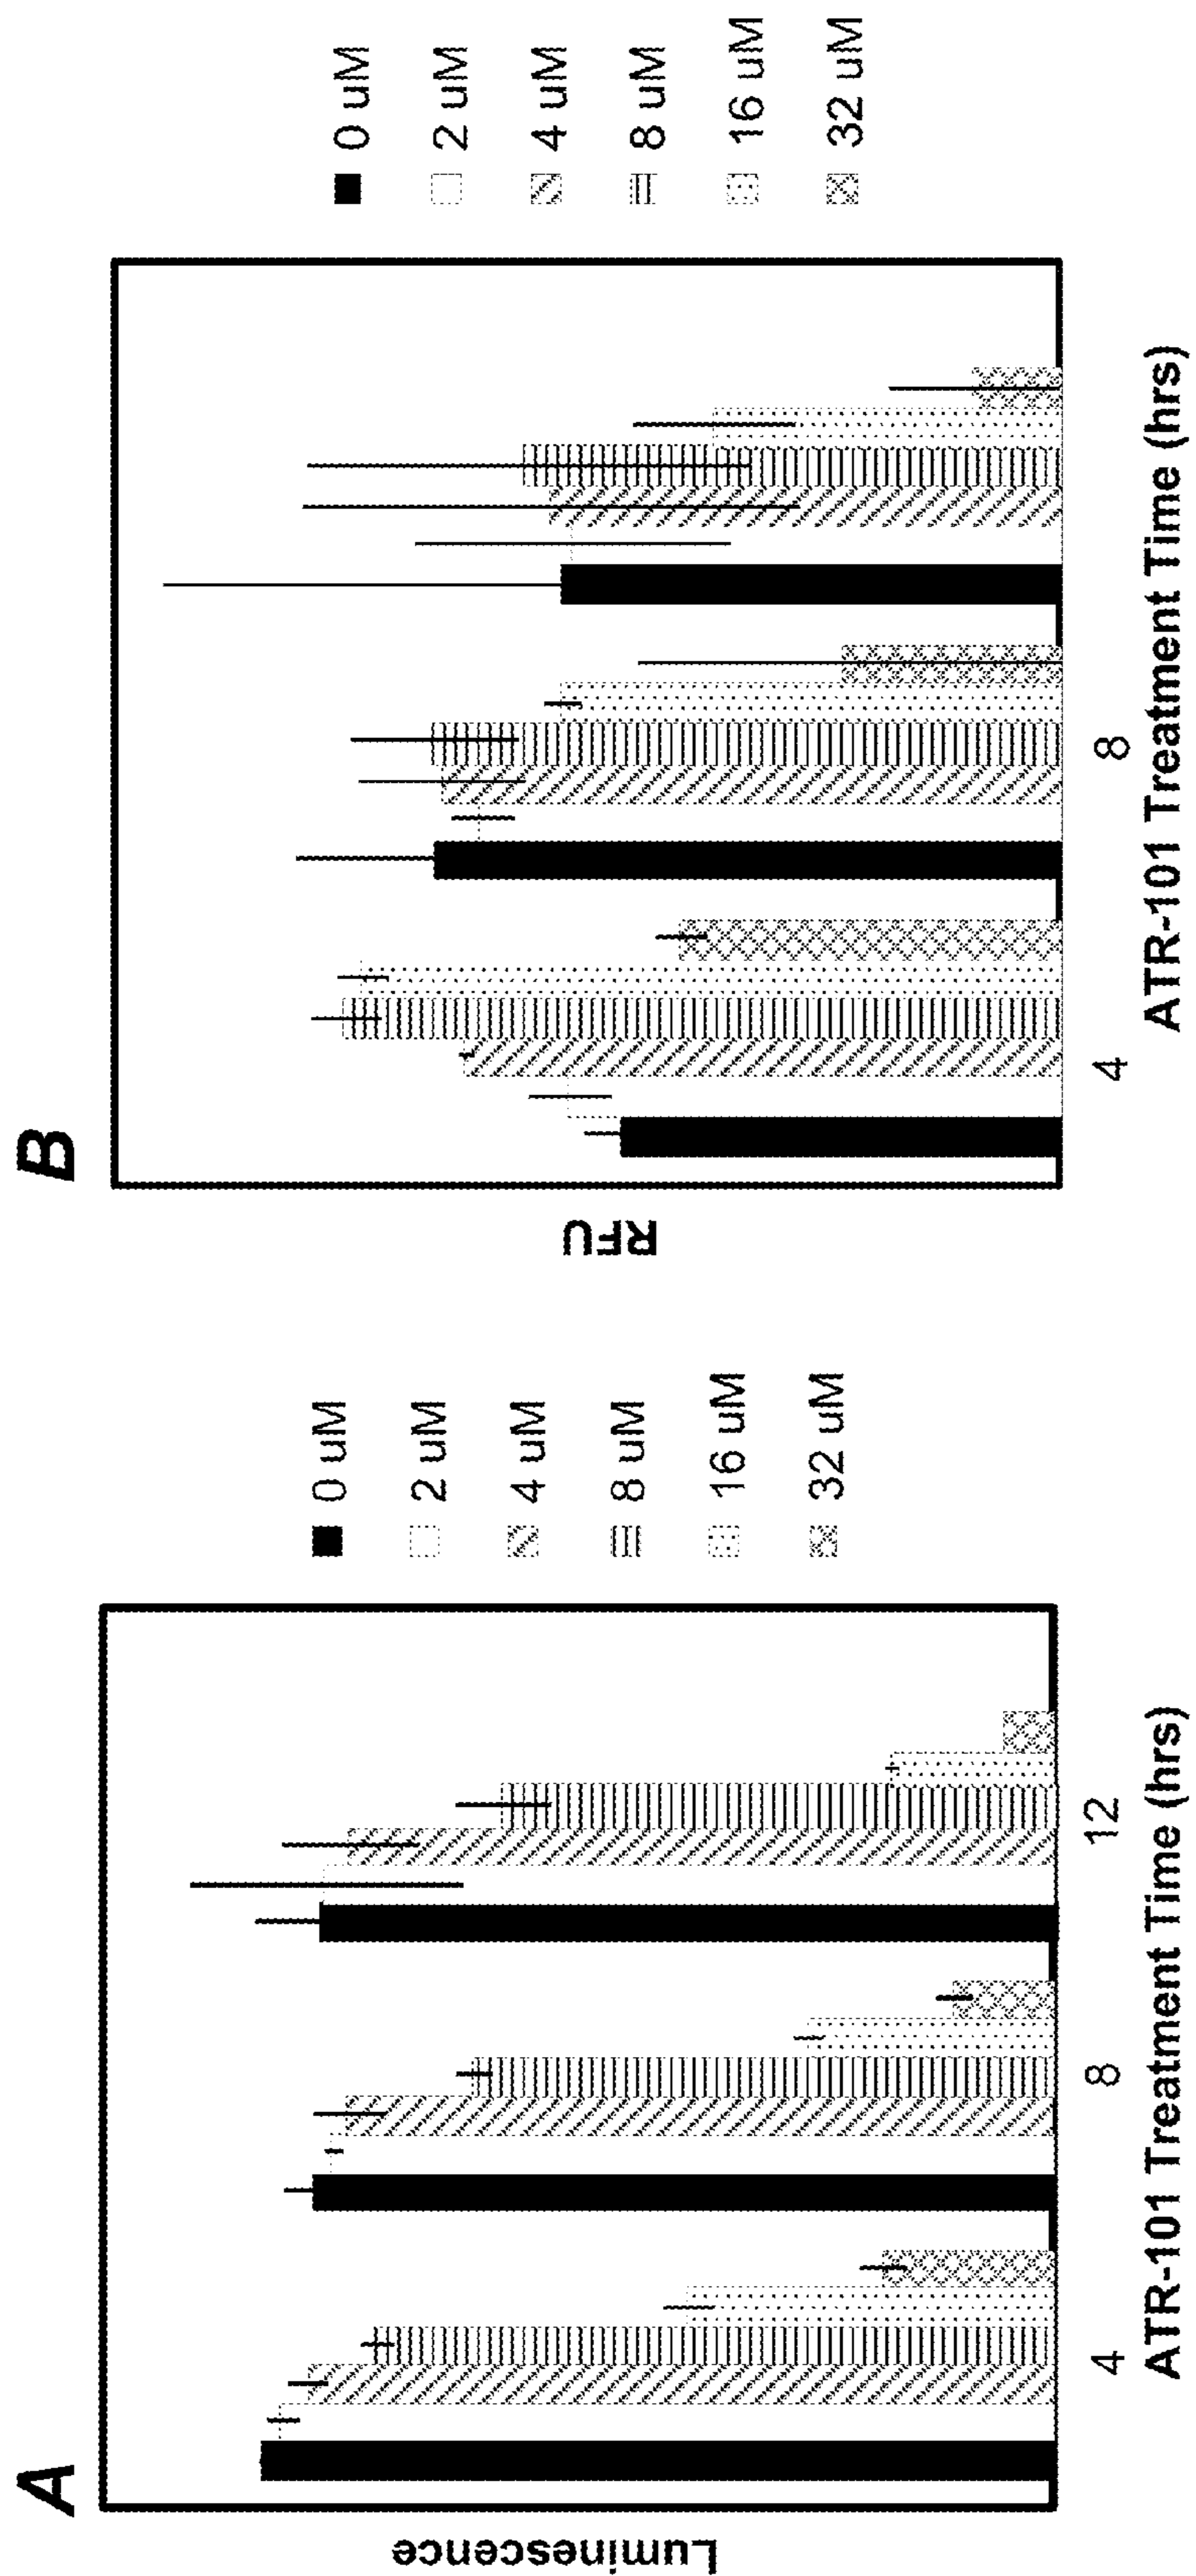 A
Luminescence
0 uM
2 uM
4 uM
8 uM
16 uM
32 uM
4
8
12
ATR-101 Treatment Time (hrs)
B
RFU
0 uM
2 uM
4 uM
8 uM
16 uM
32 uM
4
8
ATR-101 Treatment Time (hrs)